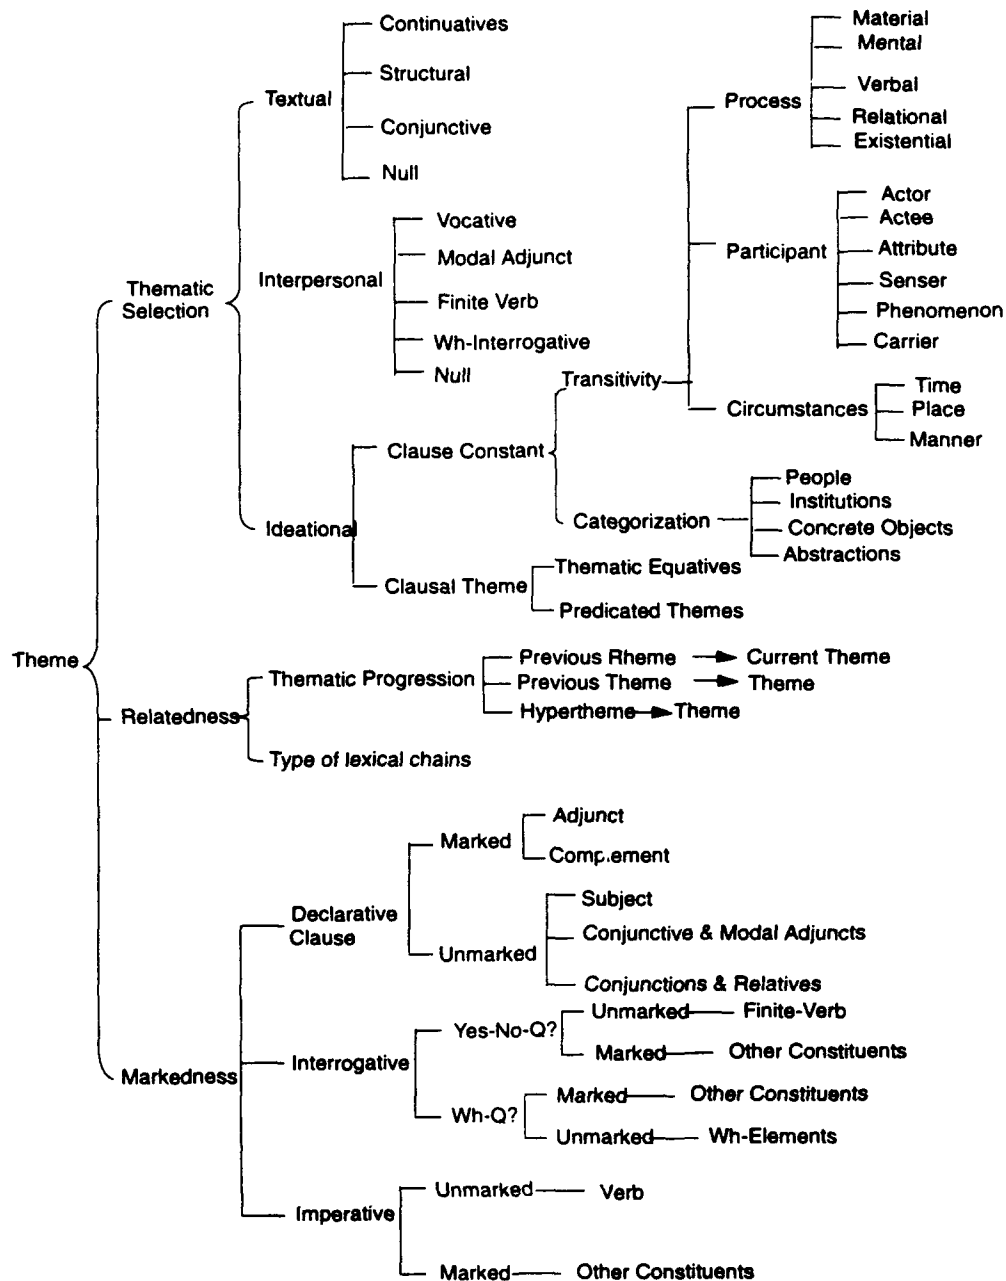 Theme
Thematic
Selection
Textual
Continuatives
Structural
Conjunctive
Null
Interpersonal
Vocative
Modal Adjunct
Finite Verb
Wh-Interrogative
Null
Ideational
Clause Constant
Transitivity
Process
Material
Mental
Verbal
Relational
Existential
Participant
Actor
Actee
Attribute
Senser
Phenomenon
Carrier
Circumstances
Time
Place
Manner
Categorization
People
Institutions
Concrete Objects
Abstractions
Clausal Theme
Thematic Equatives
Predicated Themes
Relatedness
Thematic Progression
Previous Rheme → Current Theme
Previous Theme → Theme
Hypertheme → Theme
Type of lexical chains
Markedness
Declarative
Clause
Marked
Adjunct
Complement
Unmarked
Subject
Conjunctive & Modal Adjuncts
Conjunctions & Relatives
Interrogative
Yes-No-Q?
Unmarked Finite-Verb
Marked Other Constituents
Wh-Q?
Marked Other Constituents
Unmarked Wh-Elements
Imperative
Unmarked Verb
Marked Other Constituents